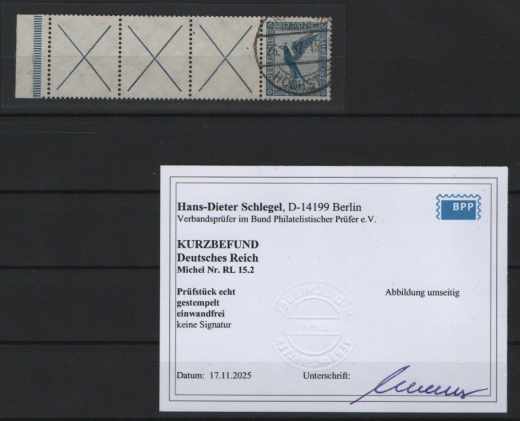 HÖCHST
Hans-Dieter Schlegel, D-14199 Berlin
Verbandsprüfer im Bund Philatelistischer Prüfer e.V.
BPP
KURZBEFUND
Deutsches Reich
Michel Nr. RL 15.2
Prüfstück echt
gestempelt
einwandfrei
keine Signatur
Abbildung umseitig
Datum: 17.11.2025
Unterschrift: